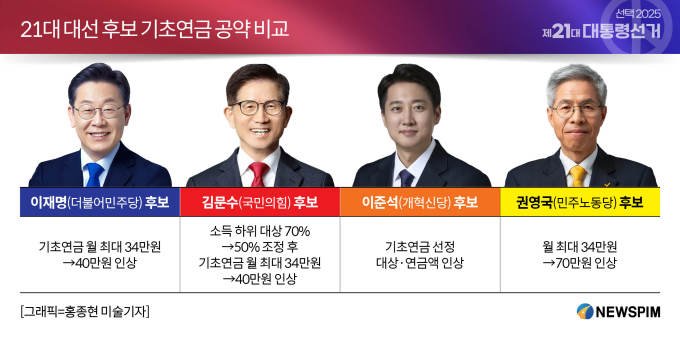 21대 대선 후보 기초연금 공약 비교
선택 2025
제21대 대통령선거
이재명(더불어민주당) 후보
기초연금 월 최대 34만원
→40만원 인상
김문수(국민의힘) 후보
소득 하위 대상 70%
→50% 조정 후
기초연금 월 최대 34만원
→40만원 인상
이준석(개혁신당) 후보
기초연금 선정
대상·연금액 인상
권영국(민주노동당) 후보
월 최대 34만원
→70만원 인상
[그래픽=홍종현 미술기자]
NEWSPIM